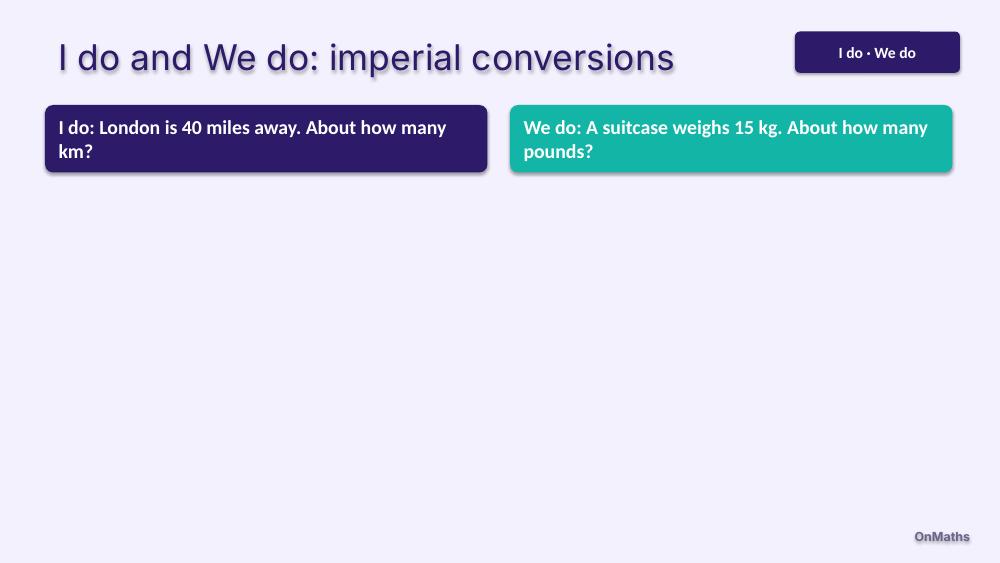 I do and We do: imperial conversions
I do · We do
I do: London is 40 miles away. About how many
km?
We do: A suitcase weighs 15 kg. About how many
pounds?
OnMaths